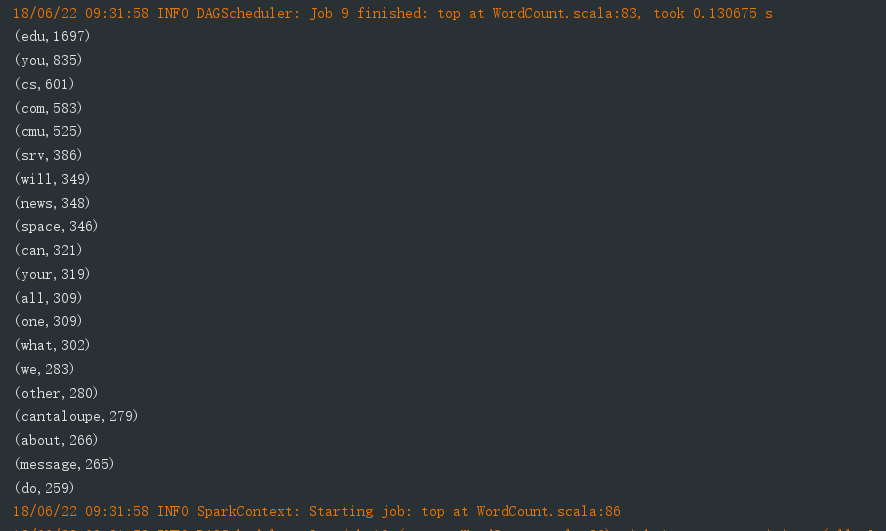 18/06/22 09:31:58 INFO DAGScheduler: Job 9 finished: top at WordCount.scala:83, took 0.130675 s
(edu,1697)
(you,835)
(cs,601)
(com,583)
(cmu,525)
(srv,386)
(will,349)
(news,348)
(space,346)
(can,321)
(your,319)
(all,309)
(one,309)
(what,302)
(we,283)
(other,280)
(cantaloupe,279)
(about,266)
(message,265)
(do,259)
18/06/22 09:31:58 INFO SparkContext: Starting job: top at WordCount.scala:86